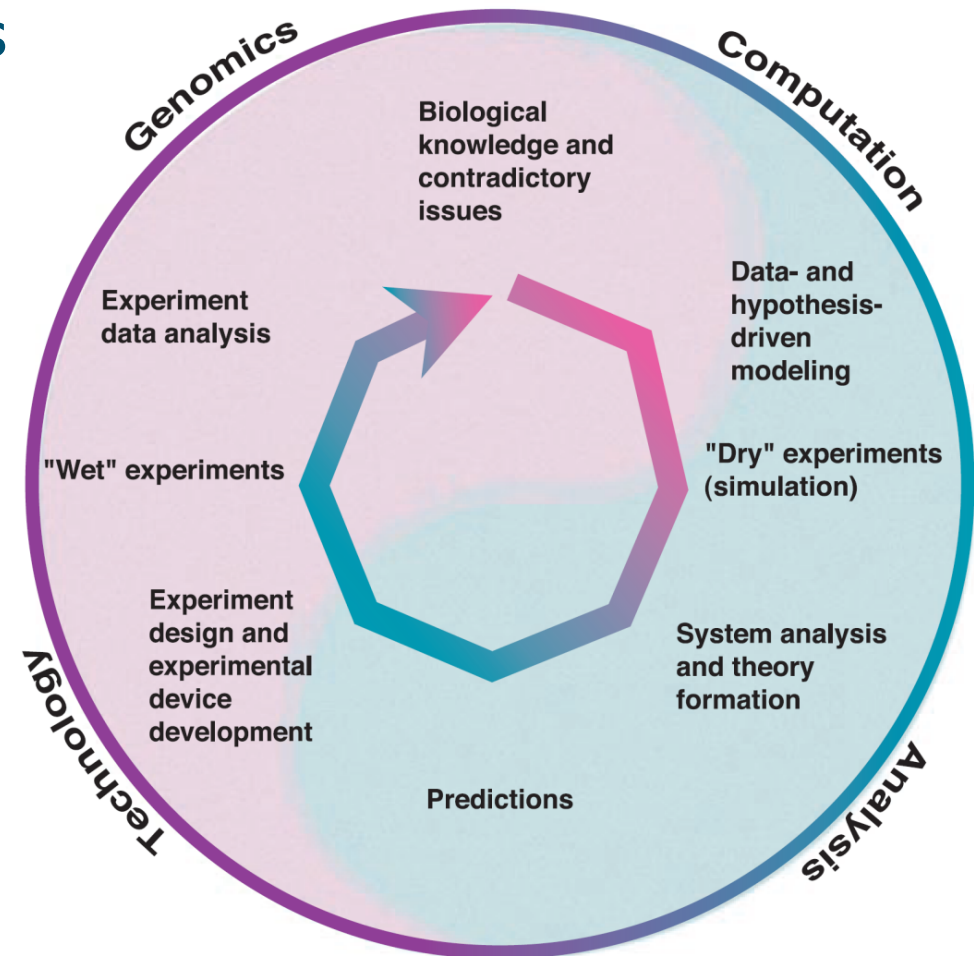 s
Genomics
Computation
Biological
knowledge and
contradictory
issues
Data- and
hypothesis-
driven
modeling
"Dry" experiments
(simulation)
System analysis
and theory
formation
Predictions
Experiment
design and
experimental
device
development
"Wet" experiments
Experiment
data analysis
Technology
Analysis